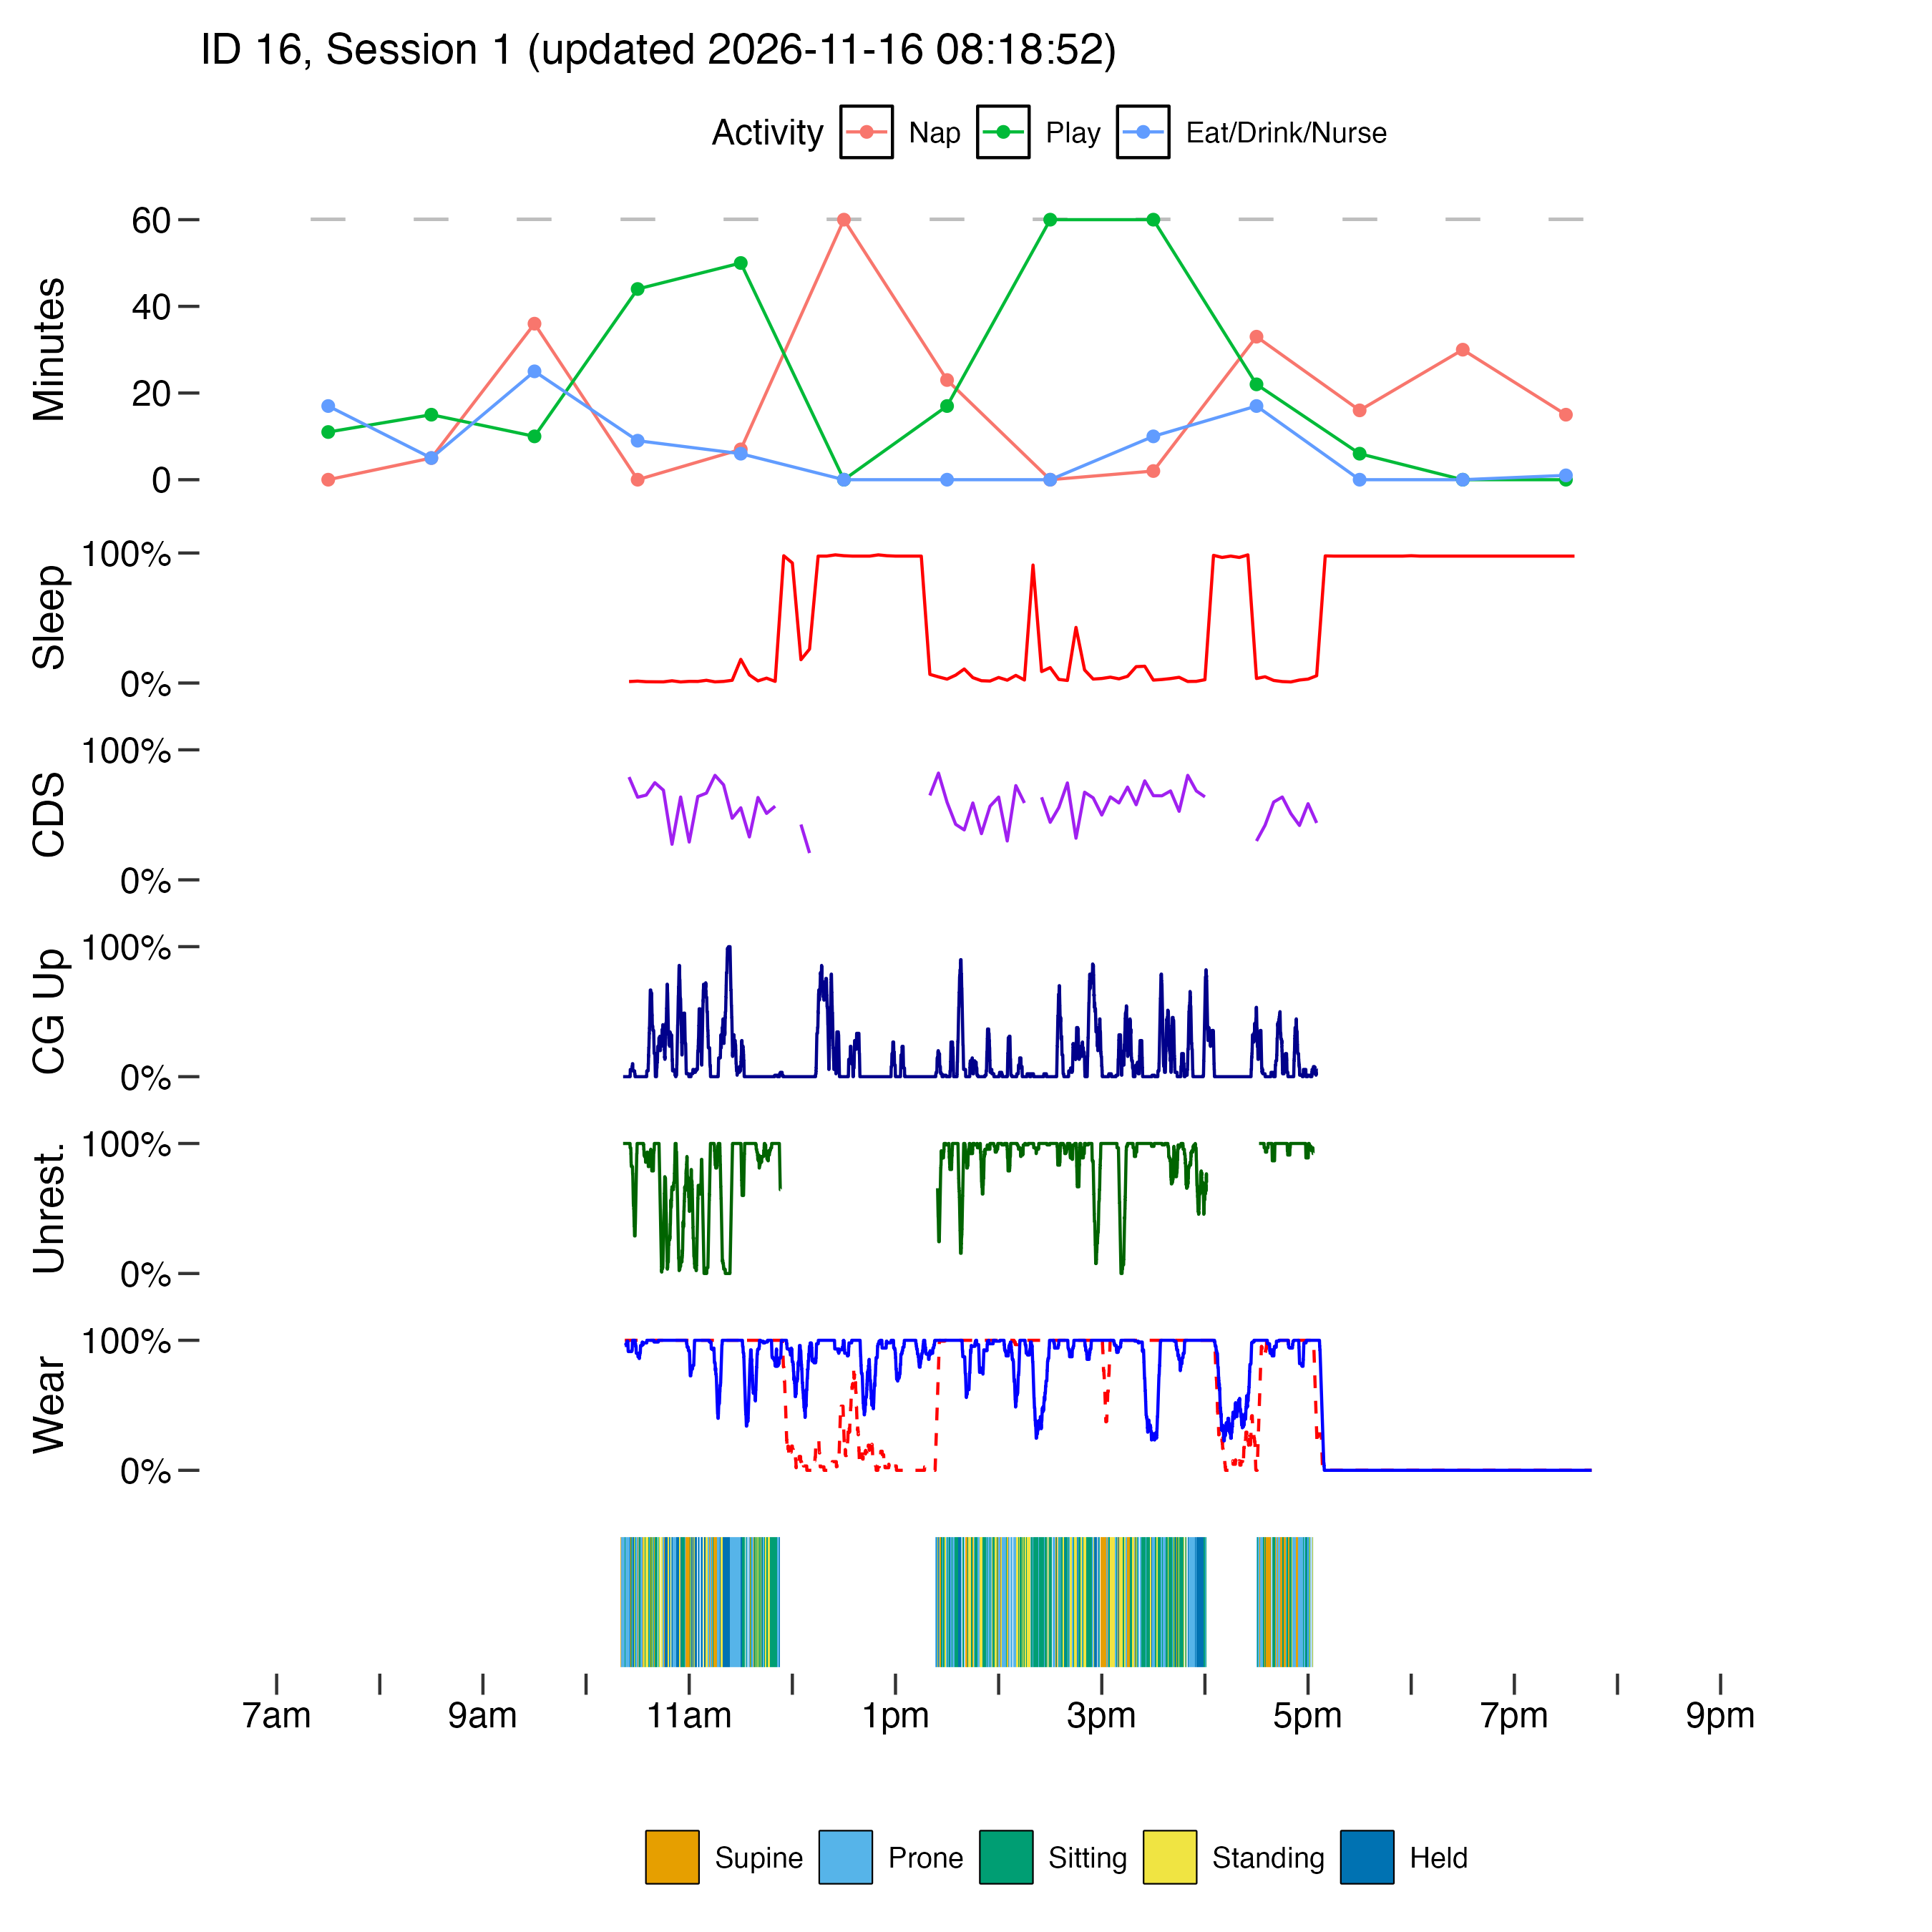 ID 16, Session 1 (updated 2026-11-16 08:18:52)
Activity Nap Play Eat/Drink/Nurse
Minutes
60
40
20
0
Sleep
100%
0%
CDS
100%
0%
CG Up
100%
0%
Unrest.
100%
0%
Wear
100%
0%
7am 9am 11am 1pm 3pm 5pm 7pm 9pm
Supine Prone Sitting Standing Held